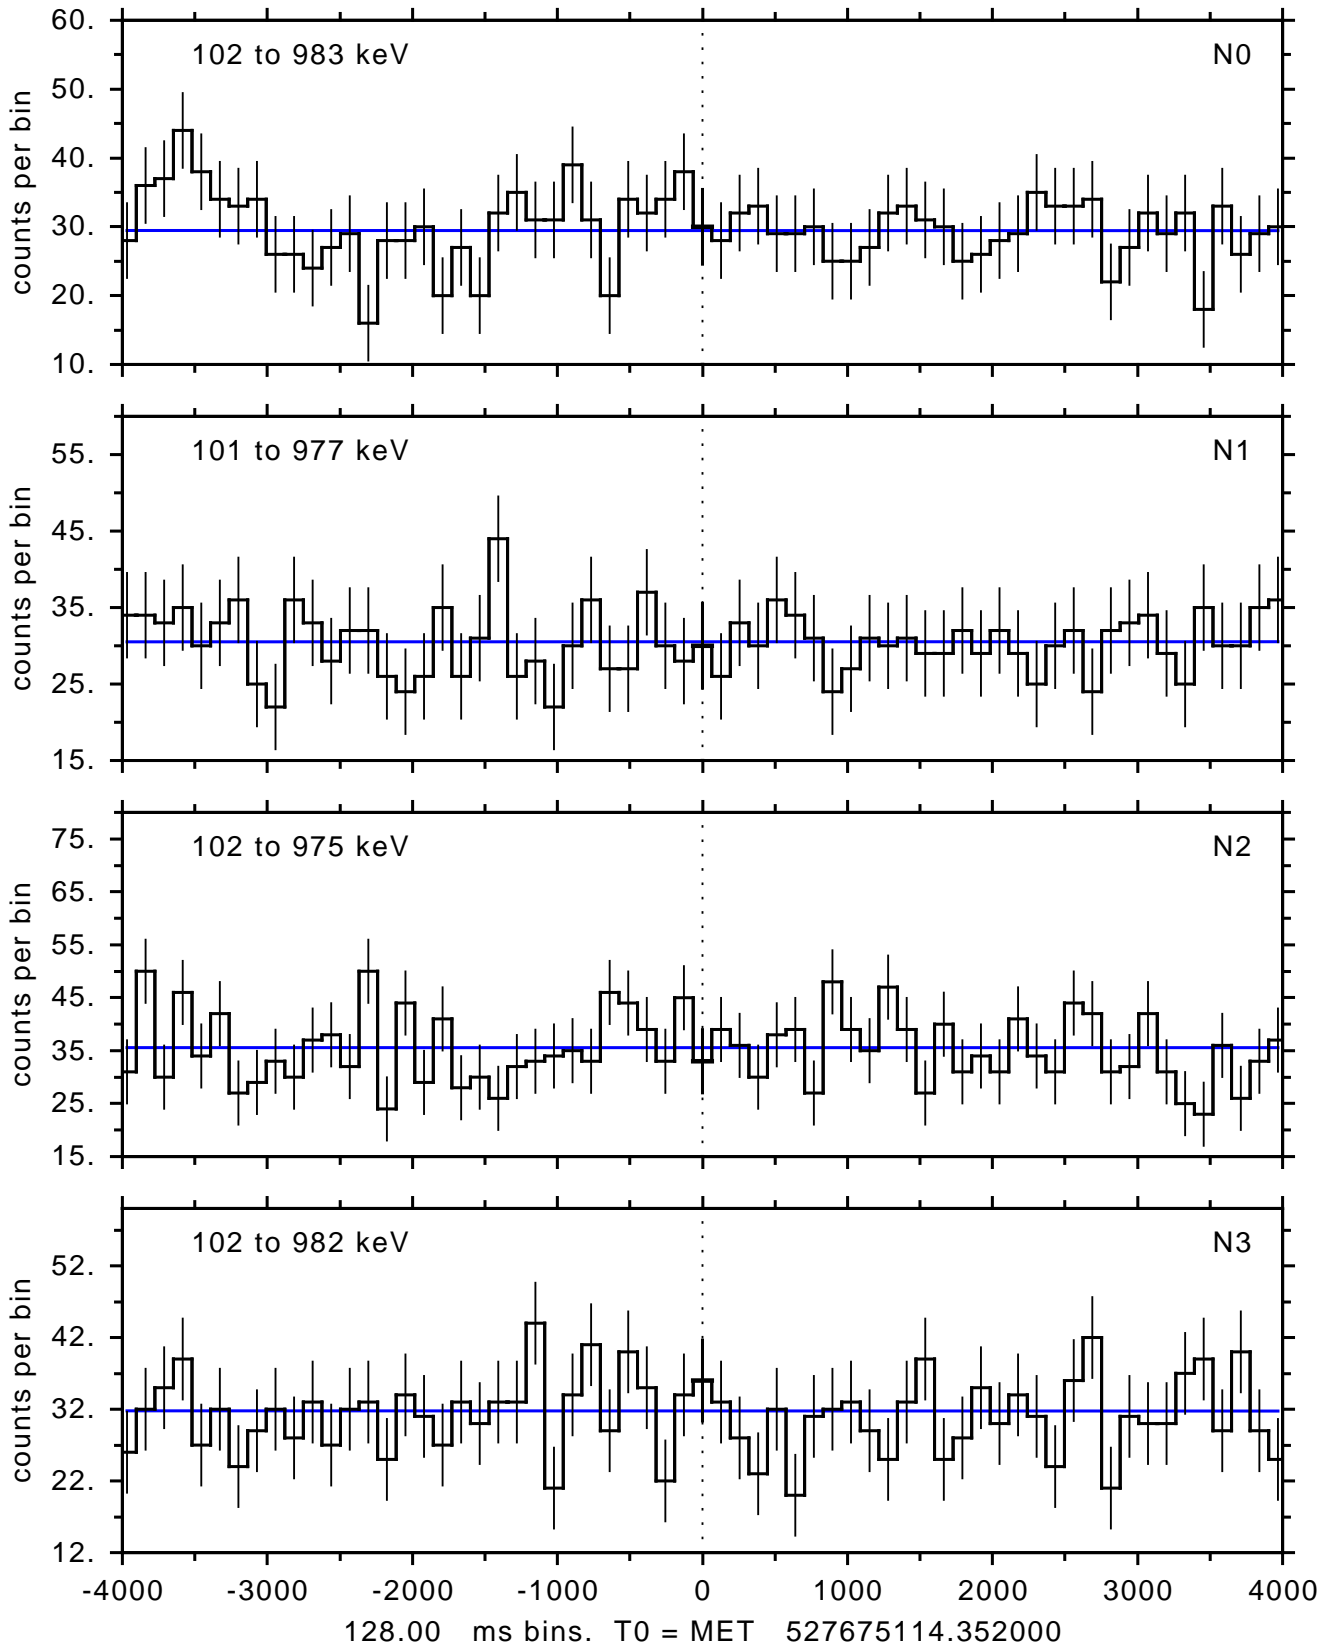 60.
50.
40.
30.
20.
10.
counts per bin
102 to 983 keV
N0
55.
45.
35.
25.
15.
counts per bin
101 to 977 keV
N1
75.
65.
55.
45.
35.
25.
15.
counts per bin
102 to 975 keV
N2
52.
42.
32.
22.
12.
counts per bin
102 to 982 keV
N3
-4000 -3000 -2000 -1000 0 1000 2000 3000 4000
128.00 ms bins. T0 = MET 527675114.352000